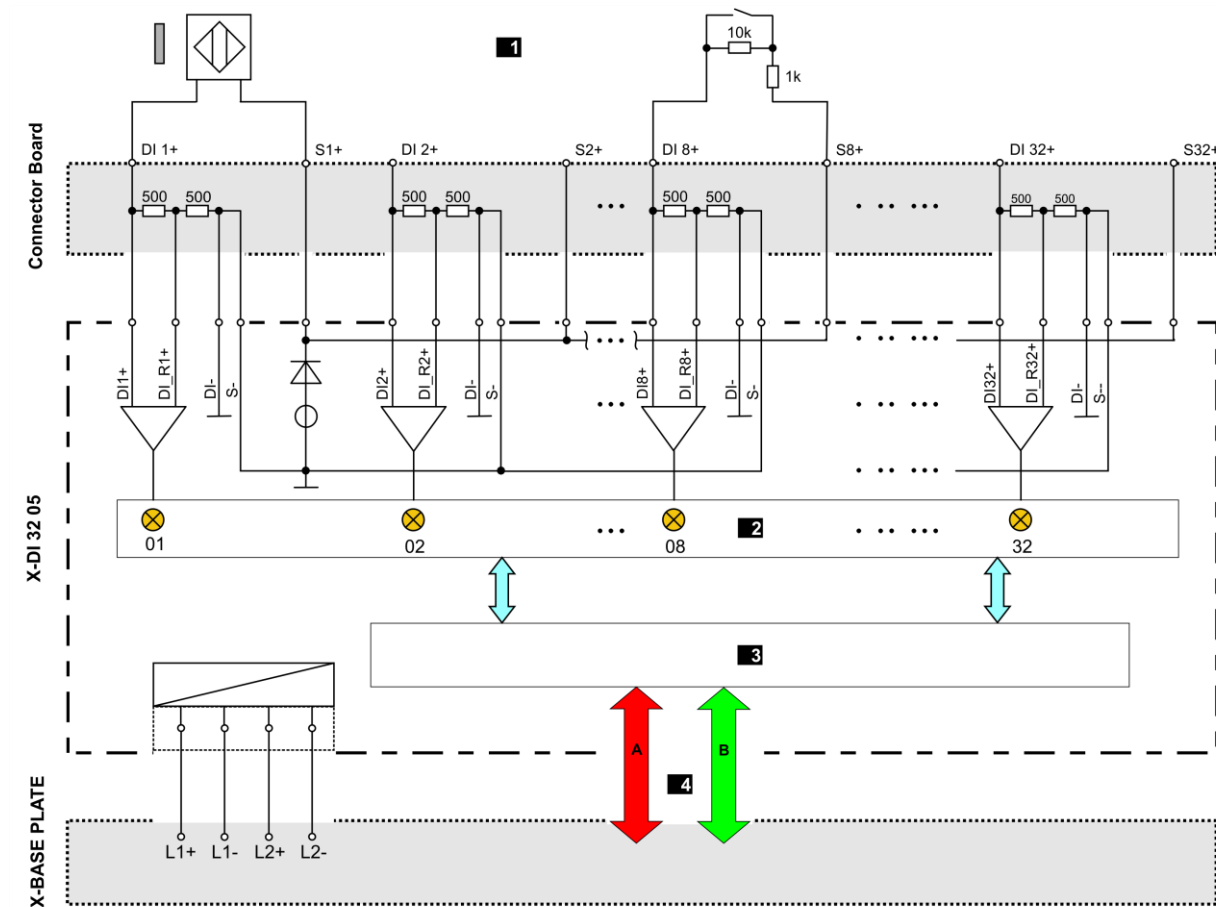 10k
1
1k
Connector Board
DI 1+ S1+ DI 2+ S2+ DI 8+ S8+ DI 32+ S32+
500 500 500 500 500 500 500 500
... ... .. ...
X-DI 32 05
DI1+ DI_R1+ DI- S- DI2+ DI_R2+ DI- S- DI8+ DI_R8+ DI- S- DI32+ DI_R32+ DI- S--
01 02 ... 08 2 32
3
A B
4
X-BASE PLATE
L1+ L1- L2+ L2-